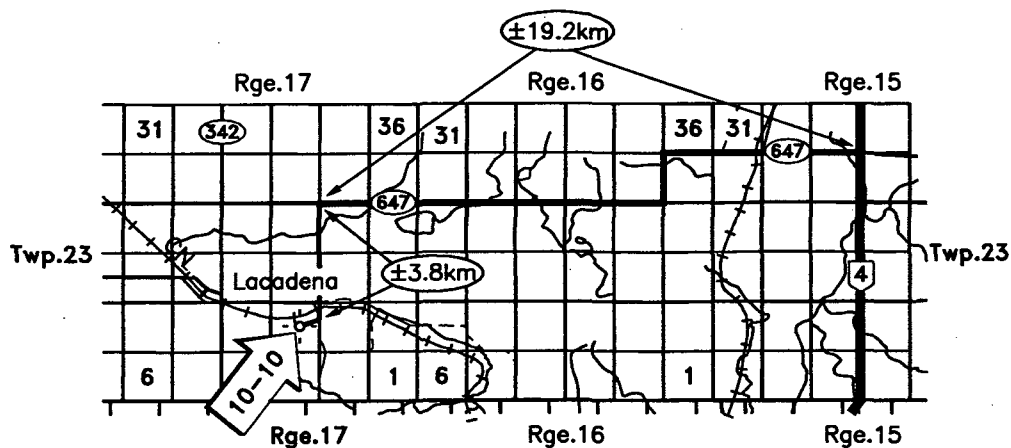 ±19.2km
Rge.17 Rge.16 Rge.15
31 342 36 31 36 31 647
647
Twp.23 Lacadena ±3.8km 4 Twp.23
6 10-10 1 6 1
Rge.17 Rge.16 Rge.15